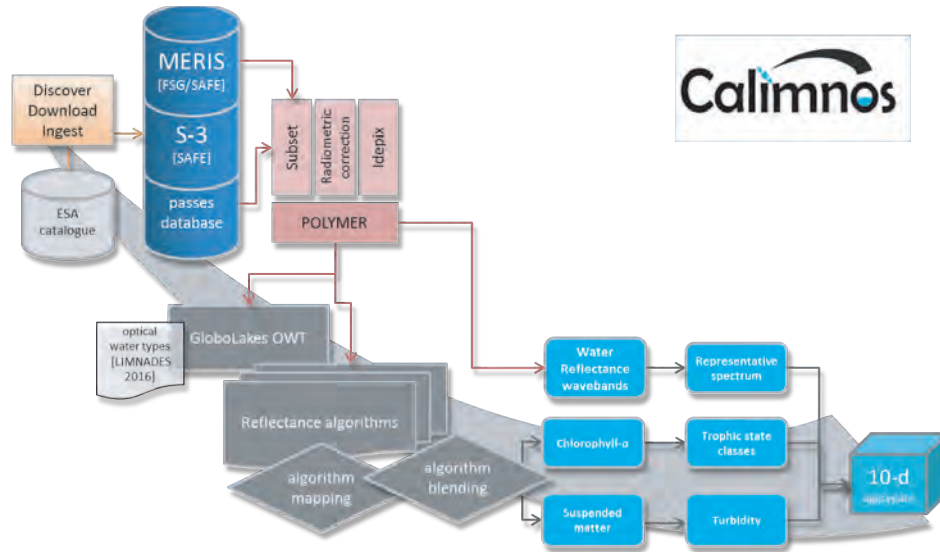 MERIS
[FSG/SAFE]
S-3
[SAFE]
passes
database
Discover
Download
Ingest
ESA
catalogue
Subset
Radiometric
correction
Idepix
POLYMER
Calimnos
optical
water types
[LIMNADES
2016]
GloboLakes OWT
Reflectance algorithms
algorithm
mapping
algorithm
blending
Water
Reflectance
wavebands
Representative
spectrum
Chlorophyll-a
Trophic state
classes
Suspended
matter
Turbidity
10-d
aggregate